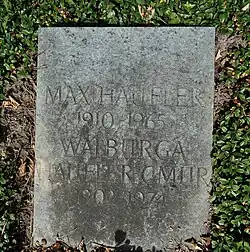 MAX HAUFLER
1910-1965
WALBURGA
HAUFLER GMÜR
1974